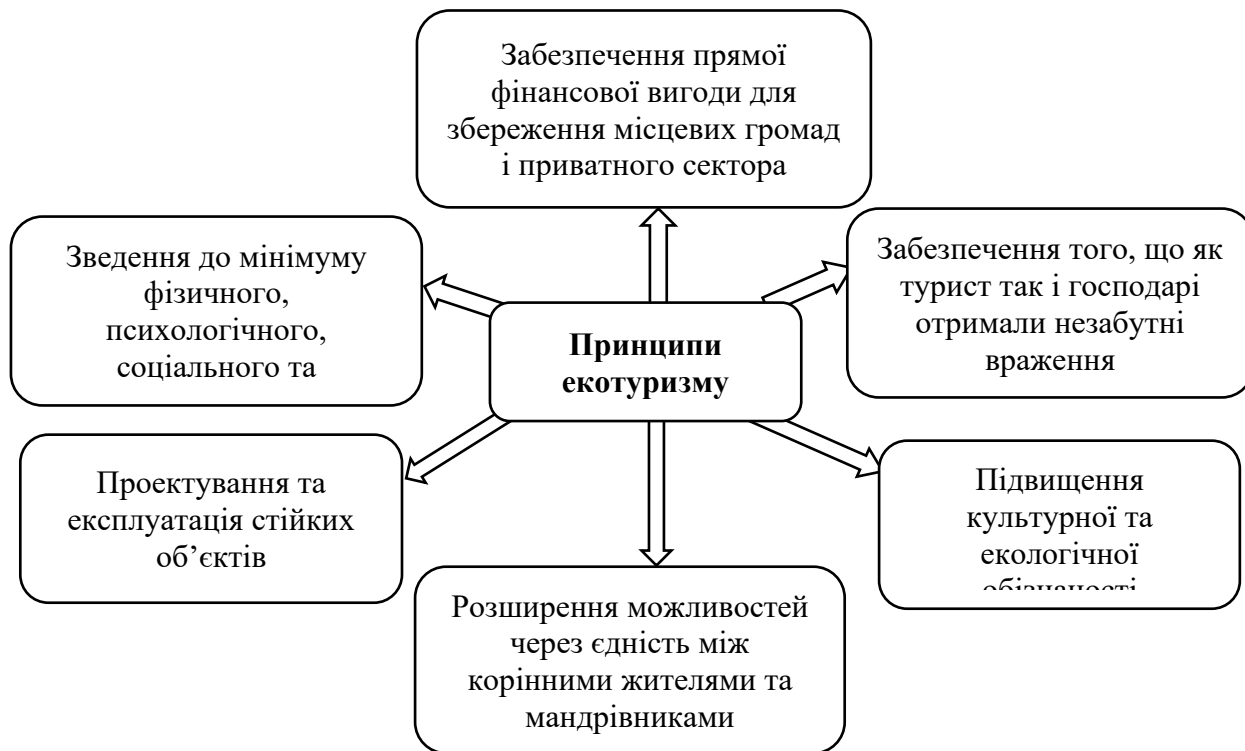 Забезпечення прямої
фінансової вигоди для
збереження місцевих громад
і приватного сектора
Зведення до мінімуму
фізичного,
психологічного,
соціального та
Забезпечення того, що як
турист так і господарі
отримали незабутні
враження
Принципи
екотуризму
Проектування та
експлуатація стійких
об’єктів
Підвищення
культурної та
екологічної
обізнаності
Розширення можливостей
через єдність між
корінними жителями та
мандрівниками